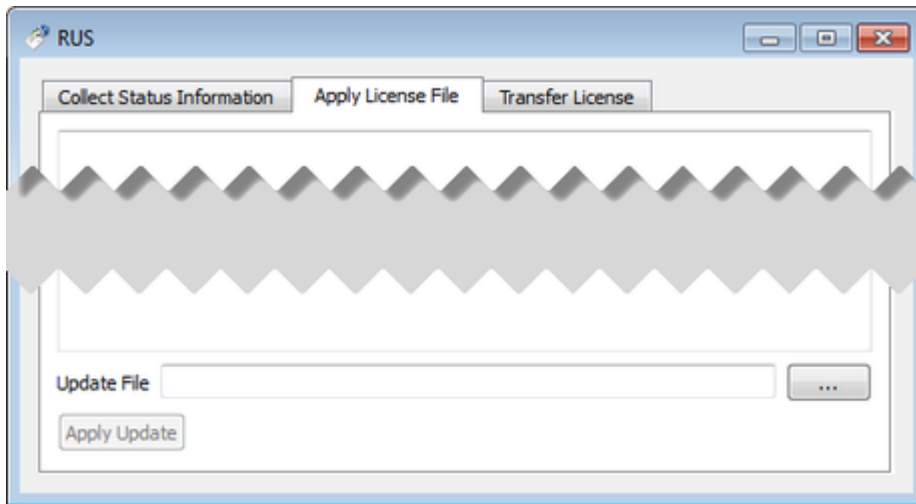 RUS
Collect Status Information Apply License File Transfer License
Update File ...
Apply Update